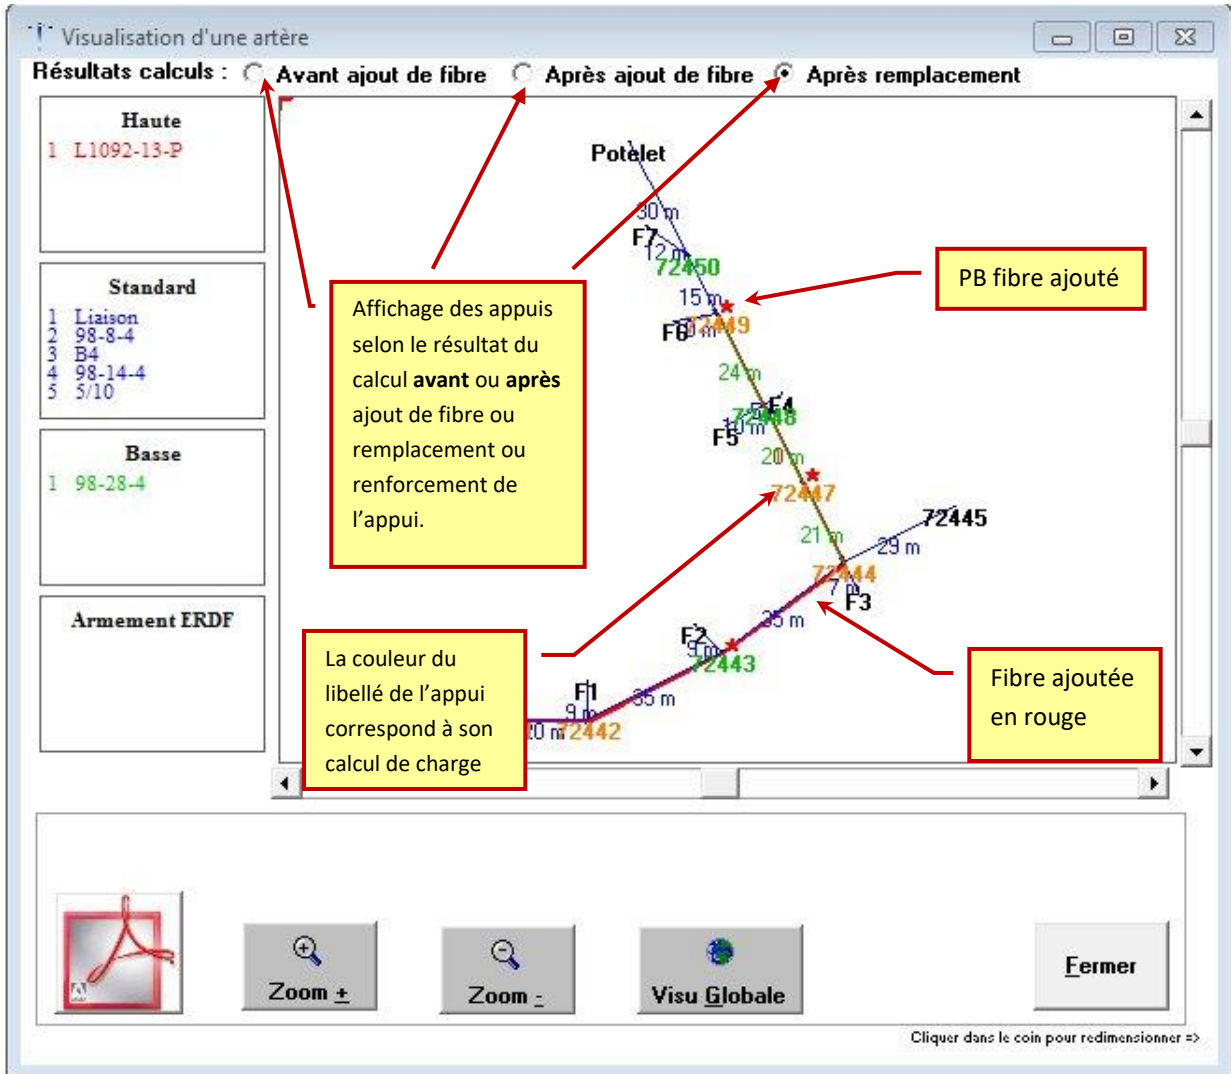 Visualisation d'une artère
Résultats calculs : Avant ajout de fibre Après ajout de fibre Après remplacement
Haute
1 L1092-13-P
Standard
1 Liaison
2 98-8-4
3 B4
4 98-14-4
5 5/10
Basse
1 98-28-4
Armement ERDF
Potelet
30 m
F7
12 m
72450
15 m
F6
72449
24 m
F4
72448
F5
10 m
20 m
72447
21 m
72445
29 m
72444
7 m
F3
35 m
F2
9 m
72443
F1
9 m
35 m
20 m
72442
Affichage des appuis
selon le résultat du
calcul avant ou après
ajout de fibre ou
remplacement ou
renforcement de
l'appui.
PB fibre ajouté
La couleur du
libellé de l'appui
correspond à son
calcul de charge
Fibre ajoutée
en rouge
Zoom +
Zoom -
Visu Globale
Fermer
Cliquer dans le coin pour redimensionner =>